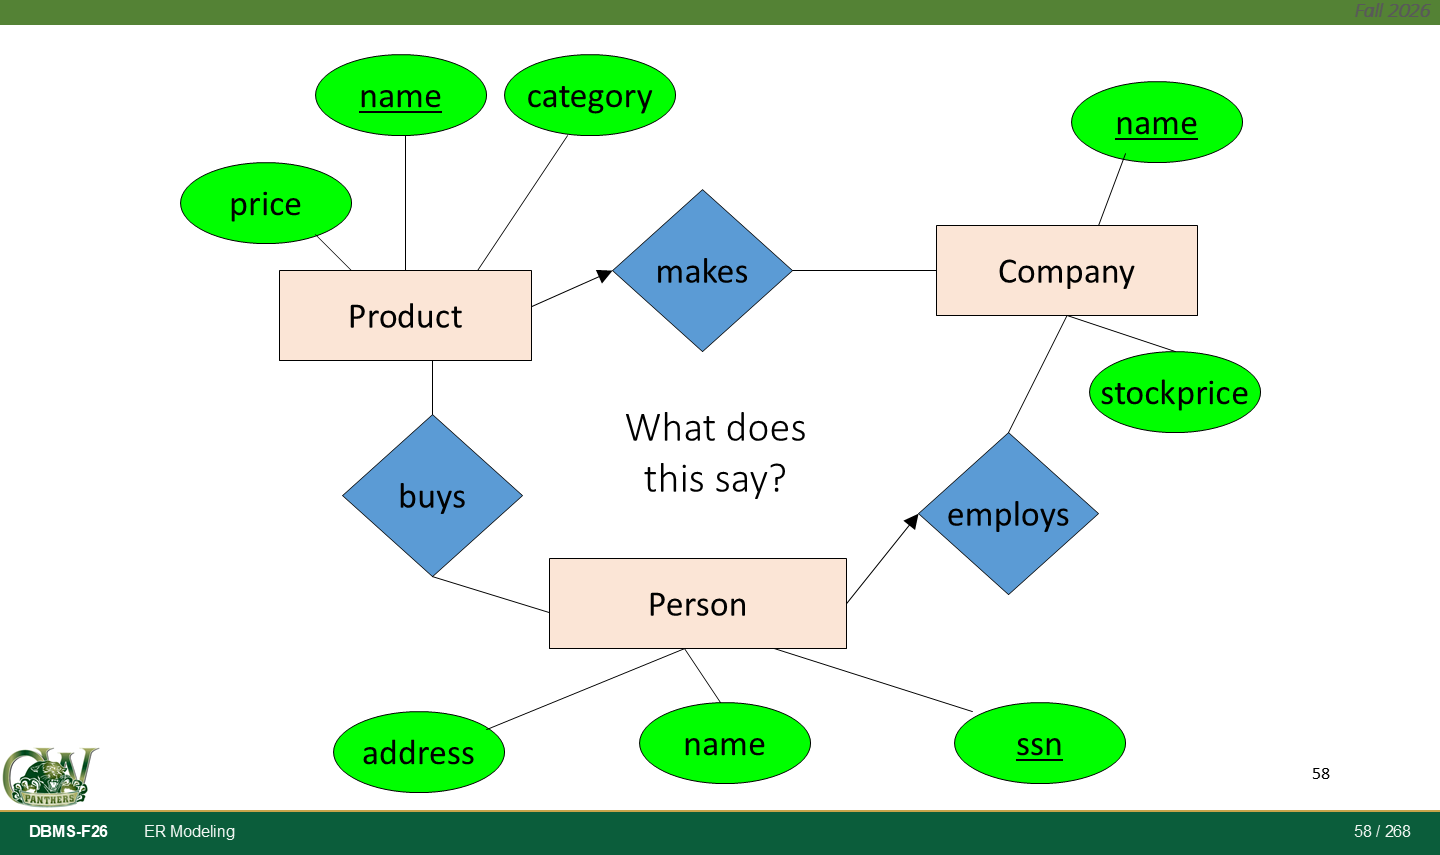 Fall 2026
name
category
name
price
makes
Company
Product
stockprice
What does
this say?
buys
employs
Person
address
name
ssn
PANTHERS
58
DBMS-F26
ER Modeling
58 / 268